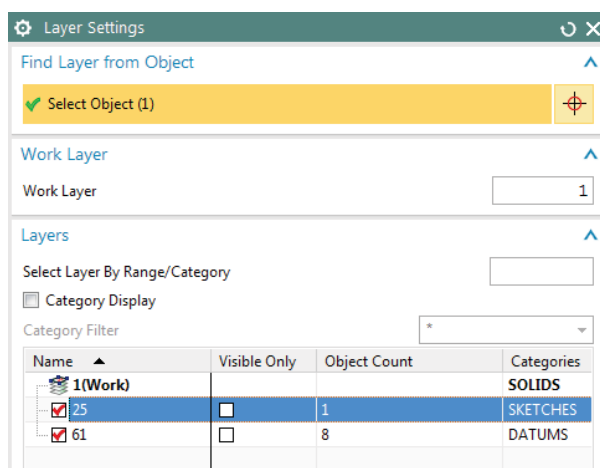 Layer Settings
Find Layer from Object
Select Object (1)
Work Layer
Work Layer 1
Layers
Select Layer By Range/Category
Category Display
Category Filter *
Name Visible Only Object Count Categories
1(Work) SOLIDS
25 1 SKETCHES
61 8 DATUMS